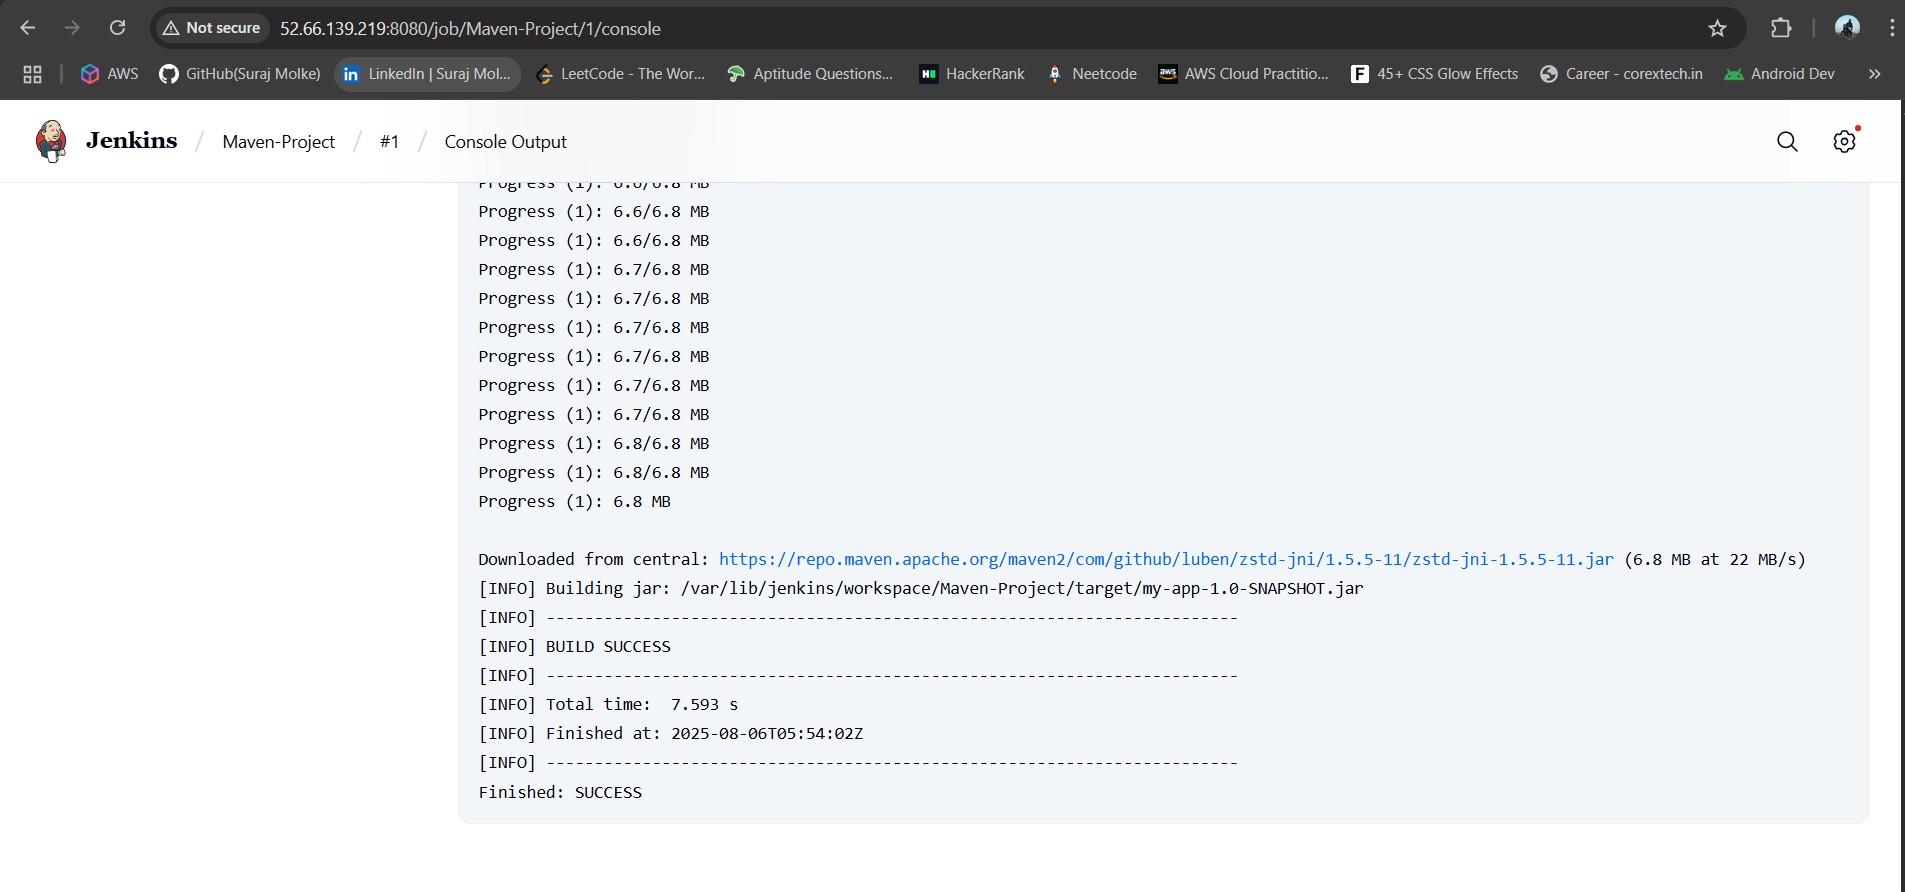 Not secure 52.66.139.219:8080/job/Maven-Project/1/console
AWS GitHub(Suraj Molke) LinkedIn | Suraj Mol... LeetCode - The Wor... Aptitude Questions... HackerRank Neetcode AWS Cloud Practitio... 45+ CSS Glow Effects Career - corextech.in Android Dev »
Jenkins / Maven-Project / #1 / Console Output
Progress (1): 6.6/6.8 MB
Progress (1): 6.6/6.8 MB
Progress (1): 6.6/6.8 MB
Progress (1): 6.7/6.8 MB
Progress (1): 6.7/6.8 MB
Progress (1): 6.7/6.8 MB
Progress (1): 6.7/6.8 MB
Progress (1): 6.7/6.8 MB
Progress (1): 6.7/6.8 MB
Progress (1): 6.8/6.8 MB
Progress (1): 6.8/6.8 MB
Progress (1): 6.8 MB
Downloaded from central: https://repo.maven.apache.org/maven2/com/github/luben/zstd-jni/1.5.5-11/zstd-jni-1.5.5-11.jar (6.8 MB at 22 MB/s)
[INFO] Building jar: /var/lib/jenkins/workspace/Maven-Project/target/my-app-1.0-SNAPSHOT.jar
[INFO] ------------------------------------------------------------------------
[INFO] BUILD SUCCESS
[INFO] ------------------------------------------------------------------------
[INFO] Total time:  7.593 s
[INFO] Finished at: 2025-08-06T05:54:02Z
[INFO] ------------------------------------------------------------------------
Finished: SUCCESS